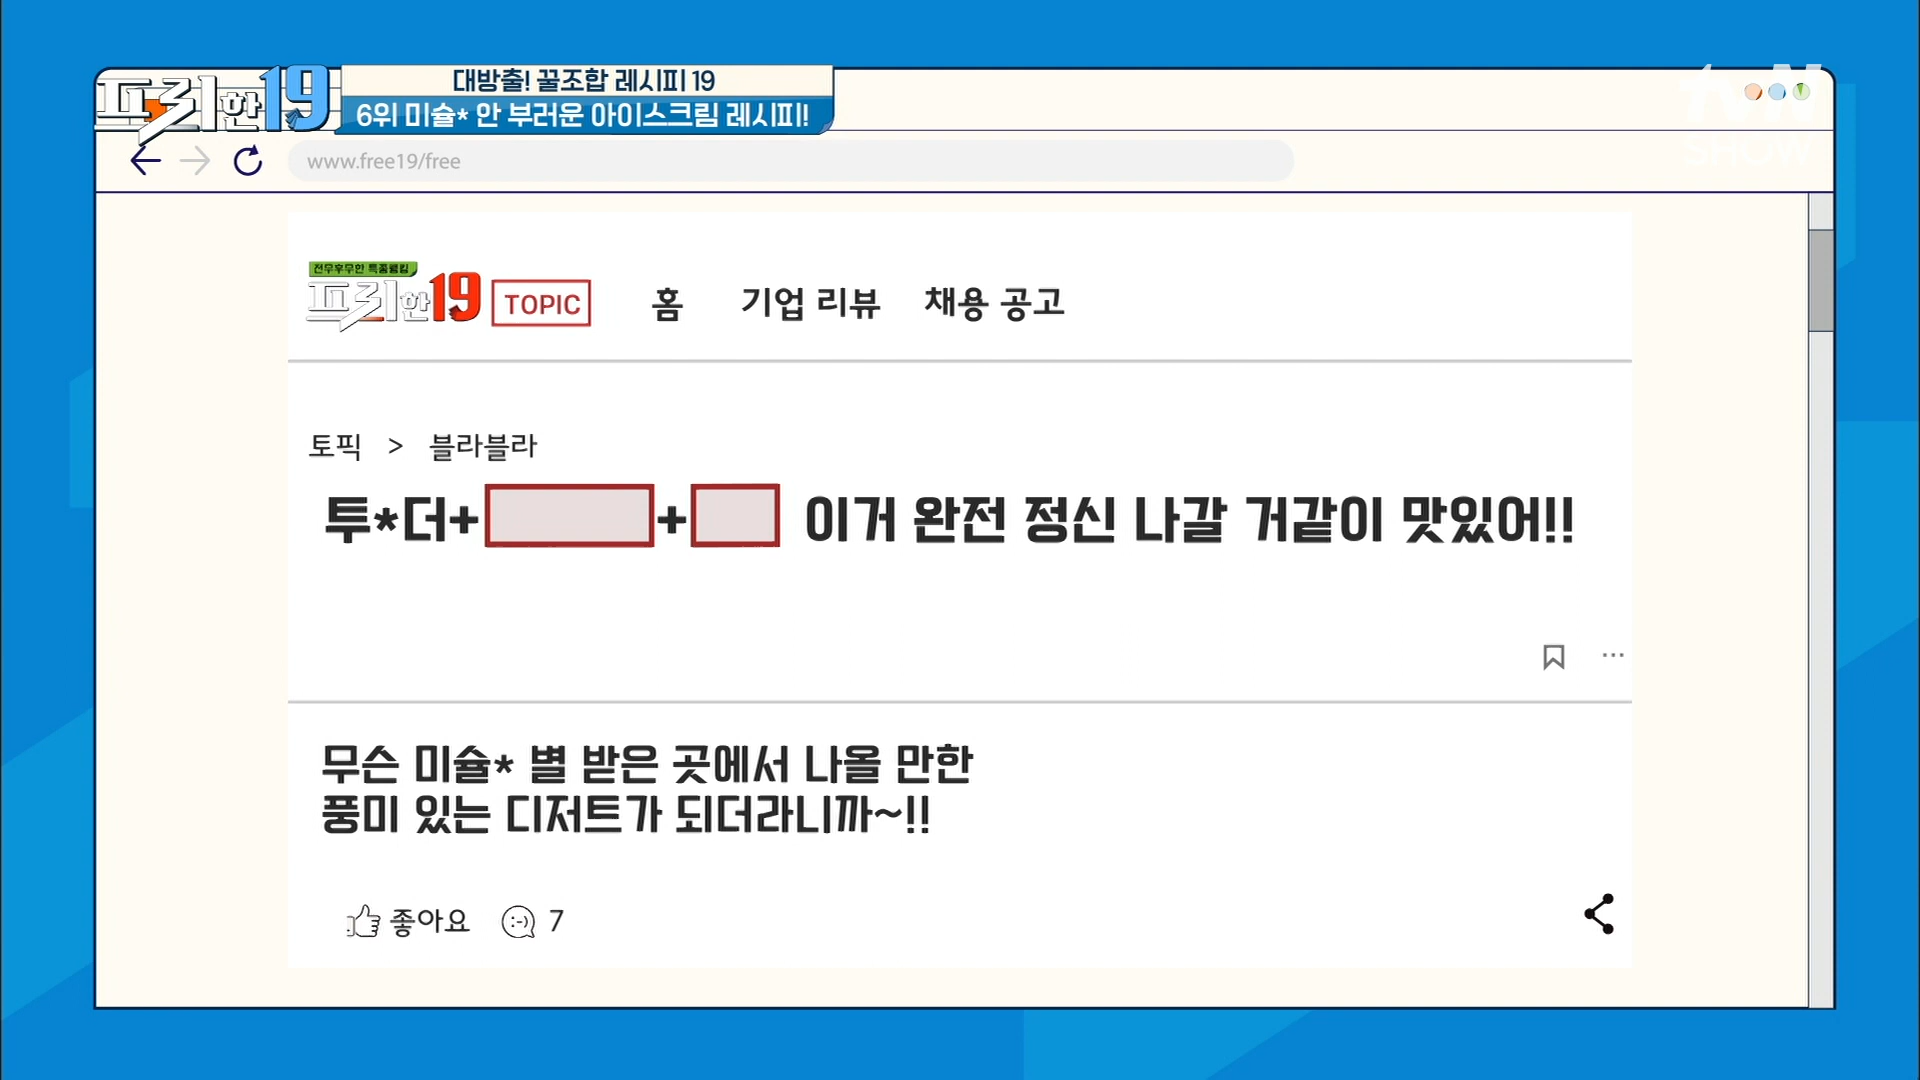 프리한19
대방출! 꿀조합 레시피 19
6위 미슐* 안 부러운 아이스크림 레시피!
tvN
SHOW
www.free19/free
전무후무한 특종랭킹
프리한19
TOPIC
홈 기업 리뷰 채용 공고
토픽 > 블라블라
투*더+ + 이거 완전 정신 나갈 거같이 맛있어!!
...
무슨 미슐* 별 받은 곳에서 나올 만한
풍미 있는 디저트가 되더라니까~!!
좋아요 7